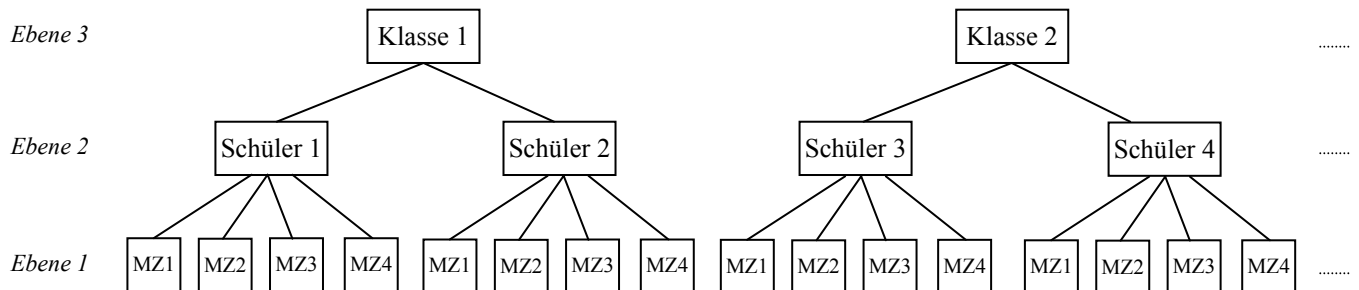 Ebene 3 Klasse 1 Klasse 2 ........
Ebene 2 Schüler 1 Schüler 2 Schüler 3 Schüler 4 ........
Ebene 1 MZ1 MZ2 MZ3 MZ4 MZ1 MZ2 MZ3 MZ4 MZ1 MZ2 MZ3 MZ4 MZ1 MZ2 MZ3 MZ4 ........